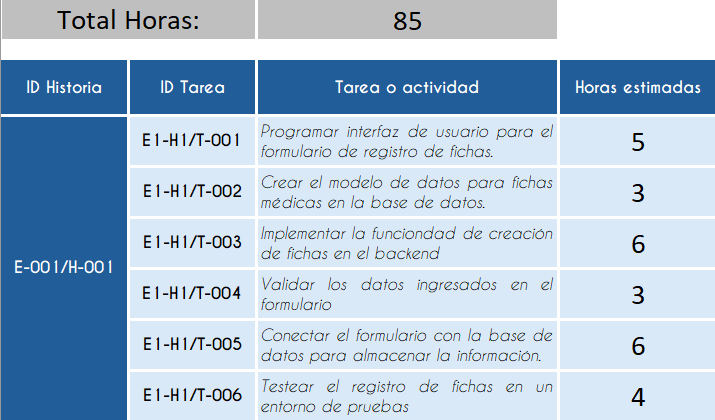 Total Horas: 85
ID Historia ID Tarea Tarea o actividad Horas estimadas
E-001/H-001
E1-H1/T-001 Programar interfaz de usuario para el 5
formulario de registro de fichas.
E1-H1/T-002 Crear el modelo de datos para fichas 3
médicas en la base de datos.
E1-H1/T-003 Implementar la funciondad de creación 6
de fichas en el backend
E1-H1/T-004 Validar los datos ingresados en el 3
formulario
E1-H1/T-005 Conectar el formulario con la base de 6
datos para almacenar la información.
E1-H1/T-006 Testear el registro de fichas en un 4
entorno de pruebas